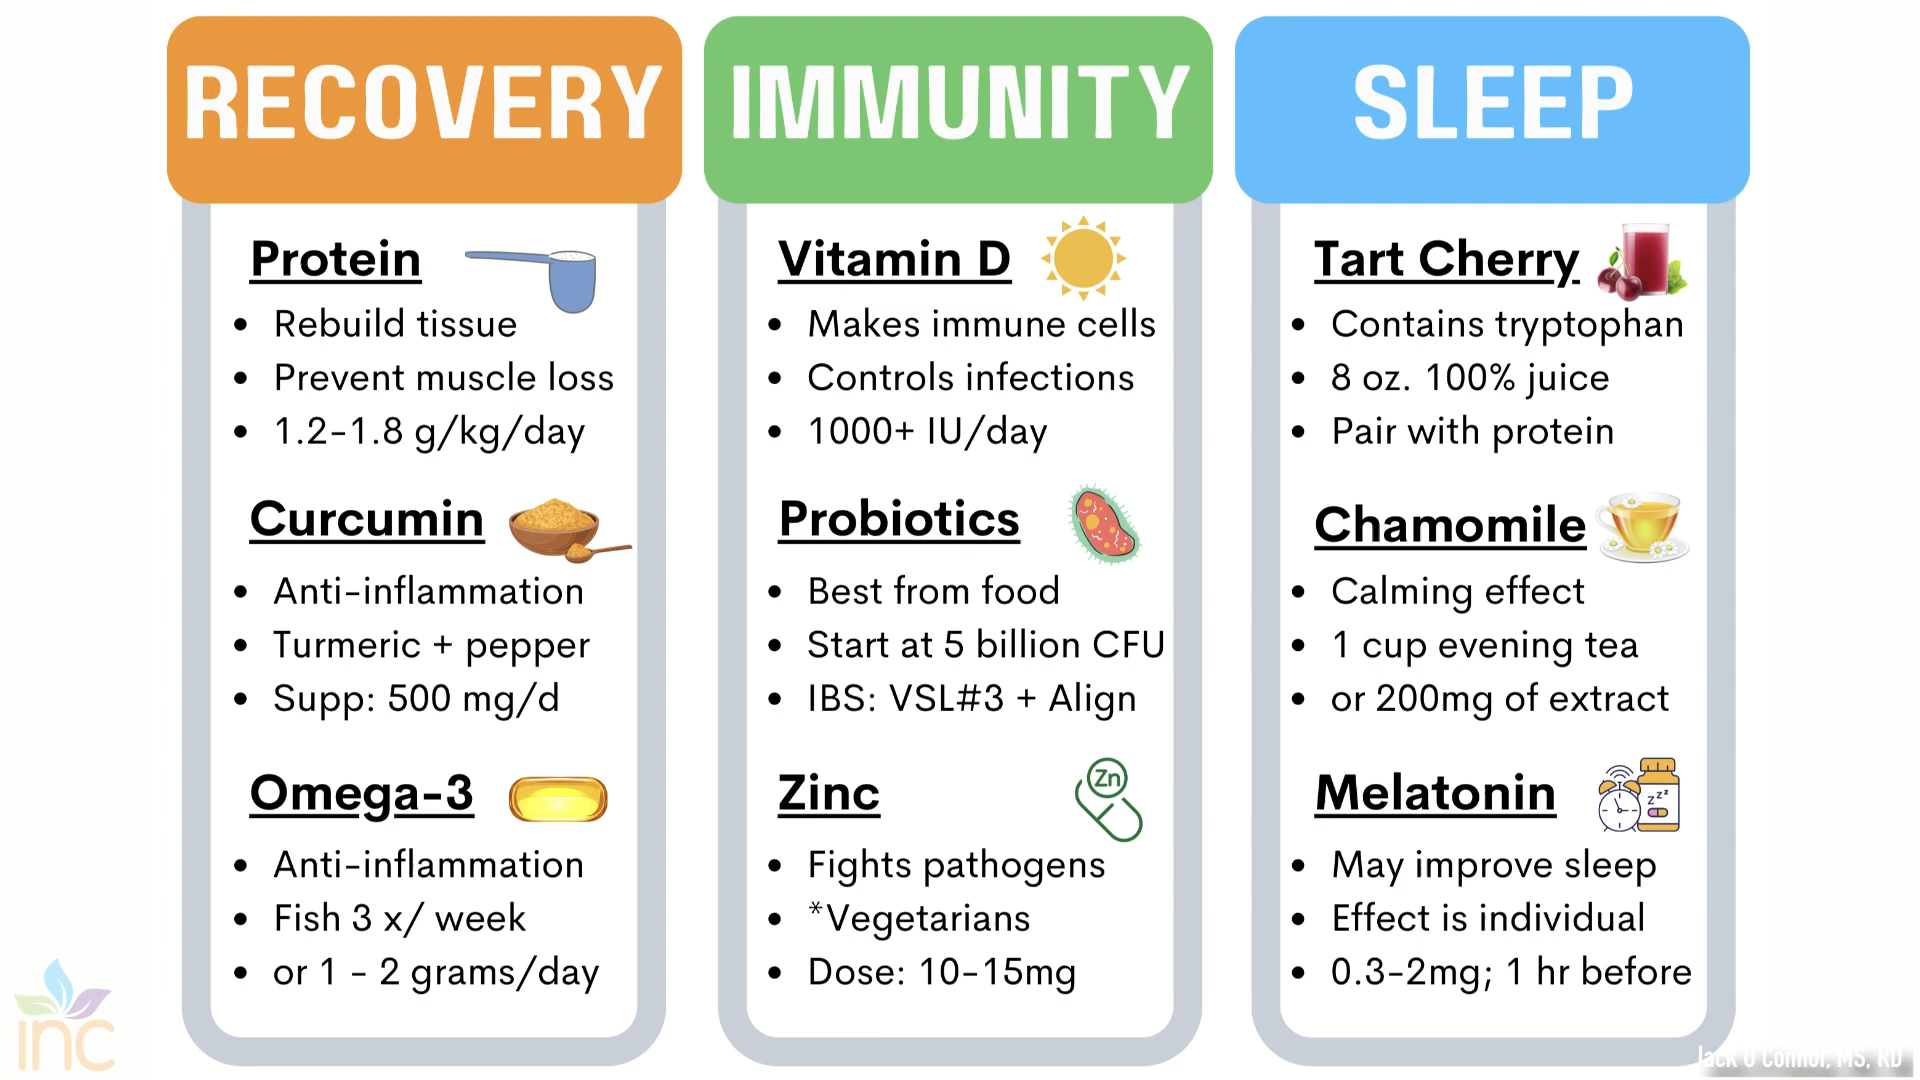 RECOVERY
Protein
Rebuild tissue
Prevent muscle loss
1.2-1.8 g/kg/day
Curcumin
Anti-inflammation
Turmeric + pepper
Supp: 500 mg/d
Omega-3
Anti-inflammation
Fish 3 x/ week
or 1 - 2 grams/day
IMMUNITY
Vitamin D
Makes immune cells
Controls infections
1000+ IU/day
Probiotics
Best from food
Start at 5 billion CFU
IBS: VSL#3 + Align
Zinc
Zn
Fights pathogens
*Vegetarians
Dose: 10-15mg
SLEEP
Tart Cherry
Contains tryptophan
8 oz. 100% juice
Pair with protein
Chamomile
Calming effect
1 cup evening tea
or 200mg of extract
Melatonin
z z z
May improve sleep
Effect is individual
0.3-2mg; 1 hr before
inc
Jack O Connor, MS, RD